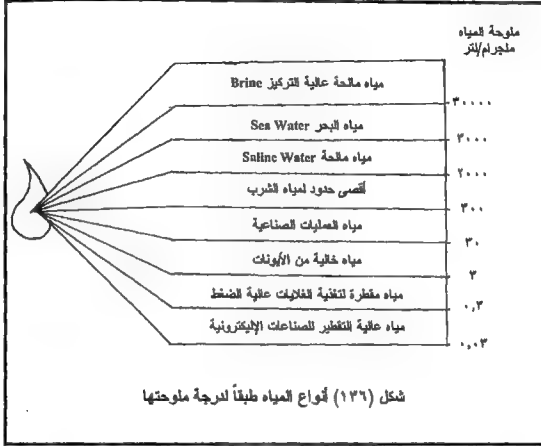 ملوحة المياه
ملجرام/لتر
مياه مالحة عالية التركيز Brine
٣٠٠٠٠
مياه البحر Sea Water
٣٠٠٠
مياه مالحة Saline Water
٢٠٠٠
أقصى حدود لمياه الشرب
٣٠٠
مياه العمليات الصناعية
٣٠
مياه خالية من الأيونات
٣
مياه مقطرة لتغذية الغلايات عالية الضغط
٠,٣
مياه عالية التقطير للصناعات الإليكترونية
٠,٠٣
شكل (١٣٦) أنواع المياه طبقاً لدرجة ملوحتها